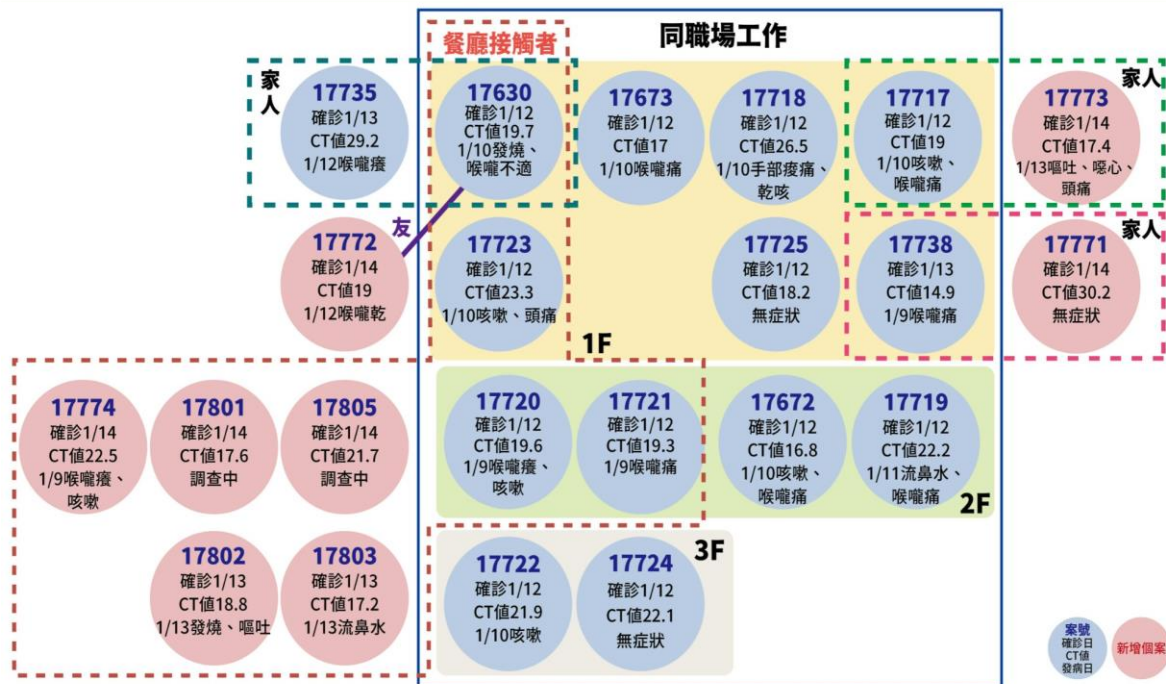 餐廳接觸者
同職場工作
家人
17735
確診1/13
CT值29.2
1/12喉嚨癢
17630
確診1/12
CT值19.7
1/10發燒、
喉嚨不適
17673
確診1/12
CT值17
1/10喉嚨痛
17718
確診1/12
CT值26.5
1/10手部痠痛、
乾咳
17717
確診1/12
CT值19
1/10咳嗽、
喉嚨痛
家人
17773
確診1/14
CT值17.4
1/13嘔吐、噁心、
頭痛
友
17772
確診1/14
CT值19
1/12喉嚨乾
17723
確診1/12
CT值23.3
1/10咳嗽、頭痛
17725
確診1/12
CT值18.2
無症狀
17738
確診1/13
CT值14.9
1/9喉嚨痛
家人
17771
確診1/14
CT值30.2
無症狀
1F
17774
確診1/14
CT值22.5
1/9喉嚨癢、
咳嗽
17801
確診1/14
CT值17.6
調查中
17805
確診1/14
CT值21.7
調查中
17720
確診1/12
CT值19.6
1/9喉嚨癢、
咳嗽
17721
確診1/12
CT值19.3
1/9喉嚨痛
17672
確診1/12
CT值16.8
1/10咳嗽、
喉嚨痛
17719
確診1/12
CT值22.2
1/11流鼻水、
喉嚨痛
2F
17802
確診1/13
CT值18.8
1/13發燒、嘔吐
17803
確診1/13
CT值17.2
1/13流鼻水
17722
確診1/12
CT值21.9
1/10咳嗽
17724
確診1/12
CT值22.1
無症狀
3F
案號
確診日
CT值
發病日
新增個案